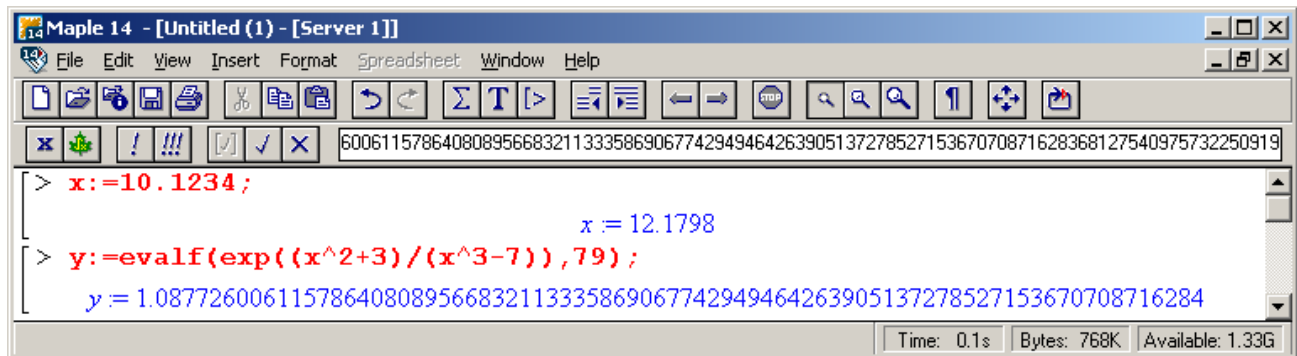 Maple 14 - [Untitled (1) - [Server 1]]
File Edit View Insert Format Spreadsheet Window Help
Σ T [> STOP ¶
x ! !!! [√] √ X 600611578640808956683211333586906774294946426390513727852715367070871628368127540975732250919
[> x:=10.1234;
x := 12.1798
[> y:=evalf(exp((x^2+3)/(x^3-7)),79);
y := 1.087726006115786408089566832113335869067742949464263905137278527153670708716284
Time: 0.1s Bytes: 768K Available: 1.33G